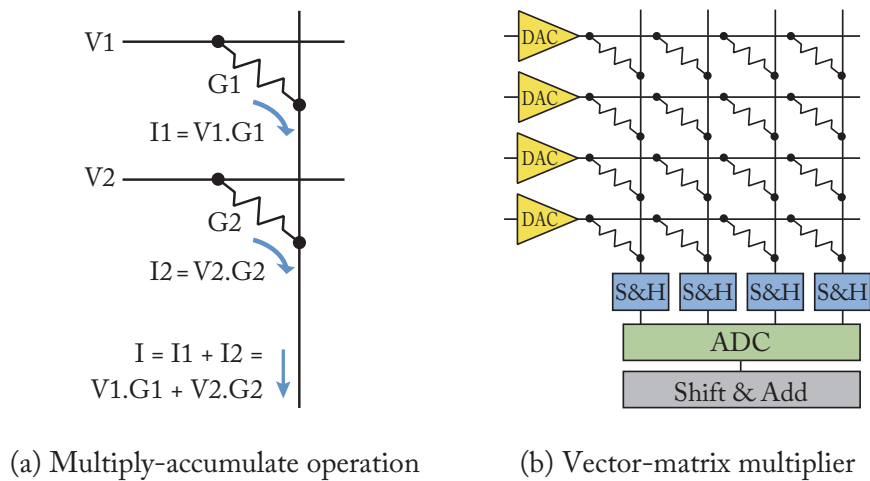 V1
G1
I1 = V1.G1
V2
G2
I2 = V2.G2
I = I1 + I2 =
V1.G1 + V2.G2
(a) Multiply-accumulate operation
DAC
DAC
DAC
DAC
S&H S&H S&H S&H
ADC
Shift & Add
(b) Vector-matrix multiplier